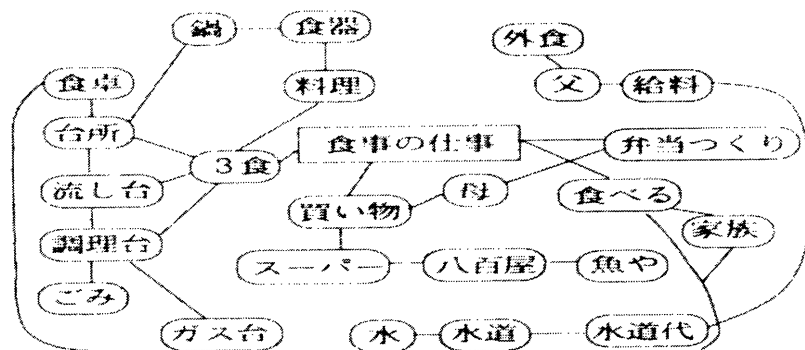 鍋 食器 外食
食卓 料理 父 給料
台所 食事の仕事 弁当つくり
3食
流し台 買い物 母 食べる
調理台 家族
スーパー 八百屋 魚や
ごみ
ガス台 水 水道 水道代